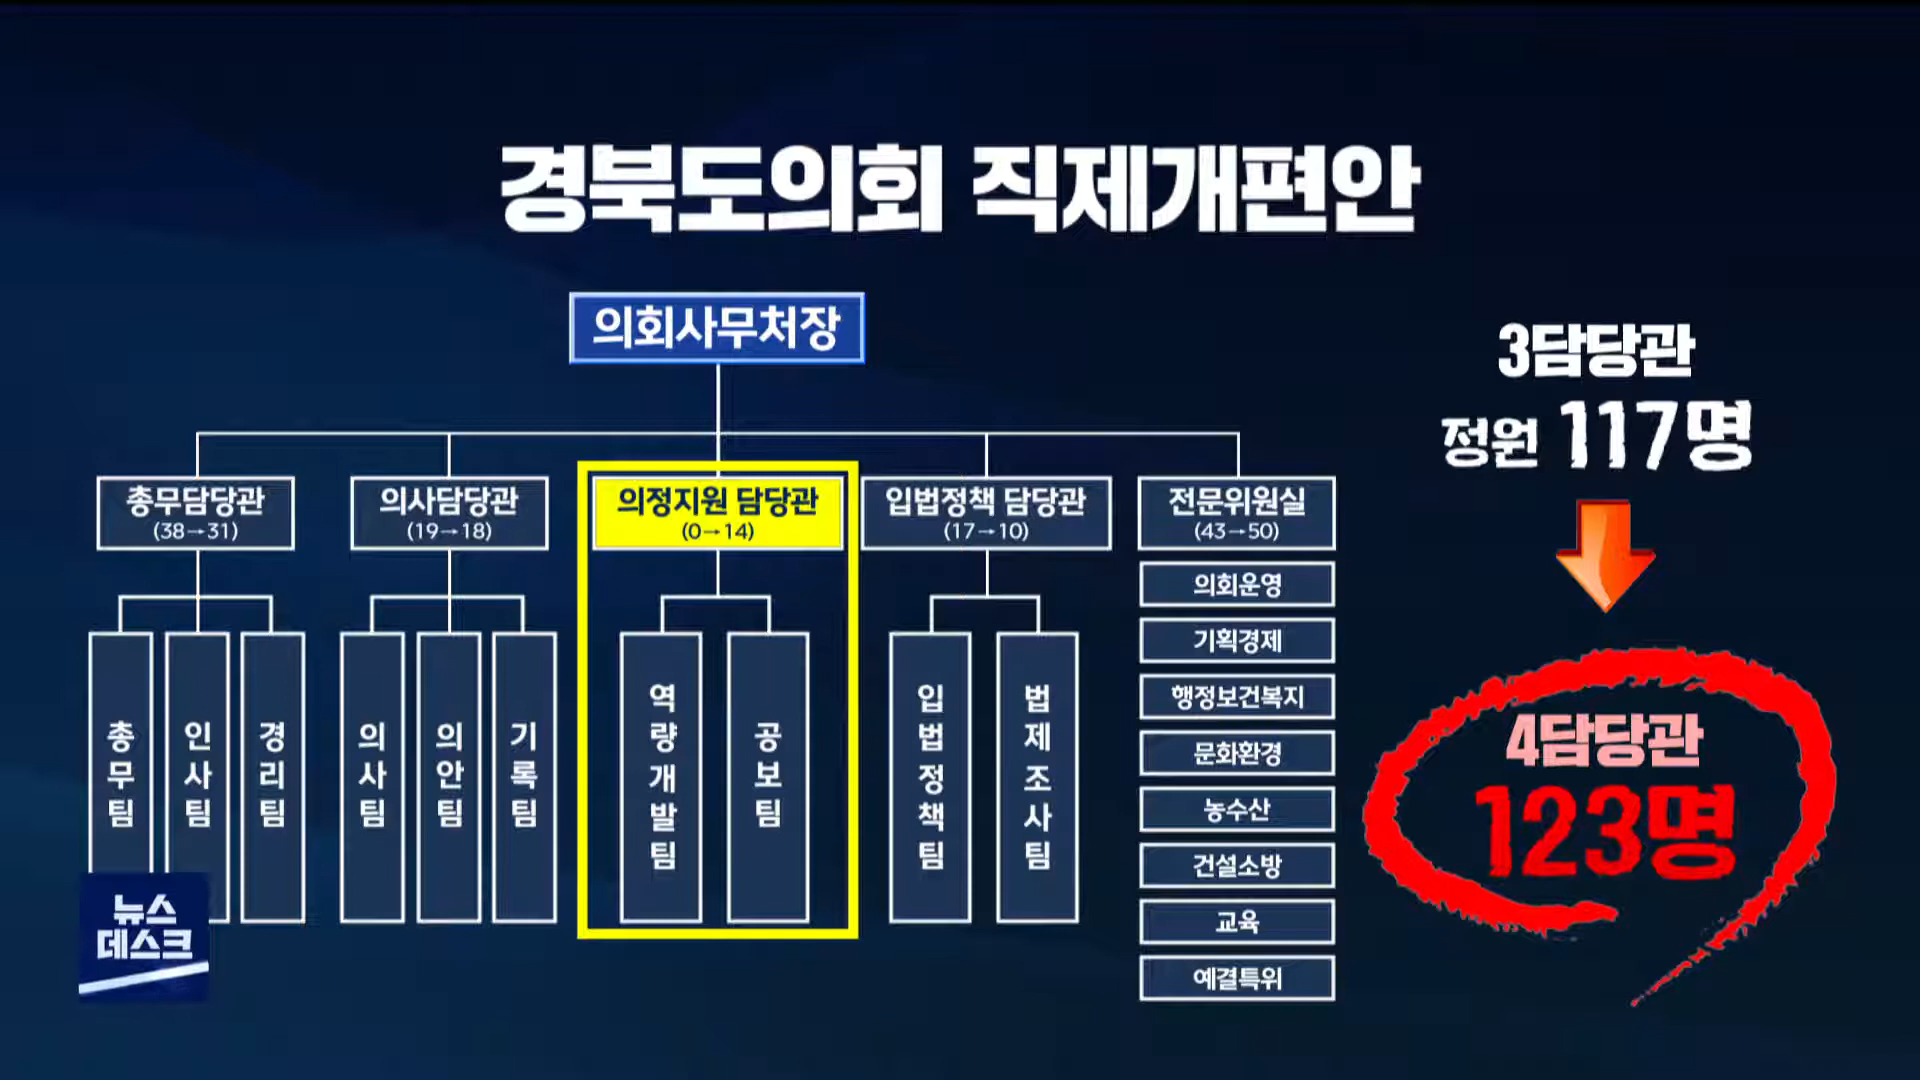 경북도의회 직제개편안
의회사무처장
총무담당관
(38→31)
의사담당관
(19→18)
의정지원 담당관
(0→14)
입법정책 담당관
(17→10)
전문위원실
(43→50)
총무팀
인사팀
경리팀
의사팀
의안팀
기록팀
역량개발팀
공보팀
입법정책팀
법제조사팀
의회운영
기획경제
행정보건복지
문화환경
농수산
건설소방
교육
예결특위
3담당관
정원 117명
4담당관
123명
뉴스
데스크